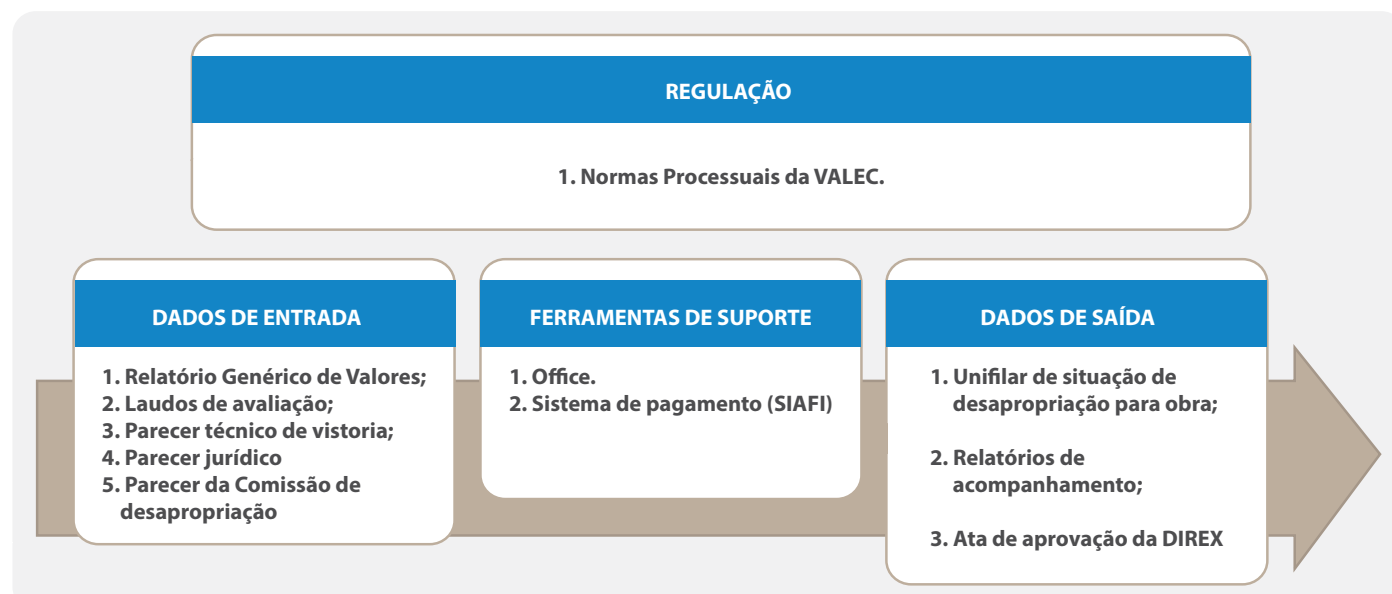 REGULAÇÃO
1. Normas Processuais da VALEC.
DADOS DE ENTRADA
1. Relatório Genérico de Valores;
2. Laudos de avaliação;
3. Parecer técnico de vistoria;
4. Parecer jurídico
5. Parecer da Comissão de
desapropriação
FERRAMENTAS DE SUPORTE
1. Office.
2. Sistema de pagamento (SIAFI)
DADOS DE SAÍDA
1. Unifilar de situação de
desapropriação para obra;
2. Relatórios de
acompanhamento;
3. Ata de aprovação da DIREX